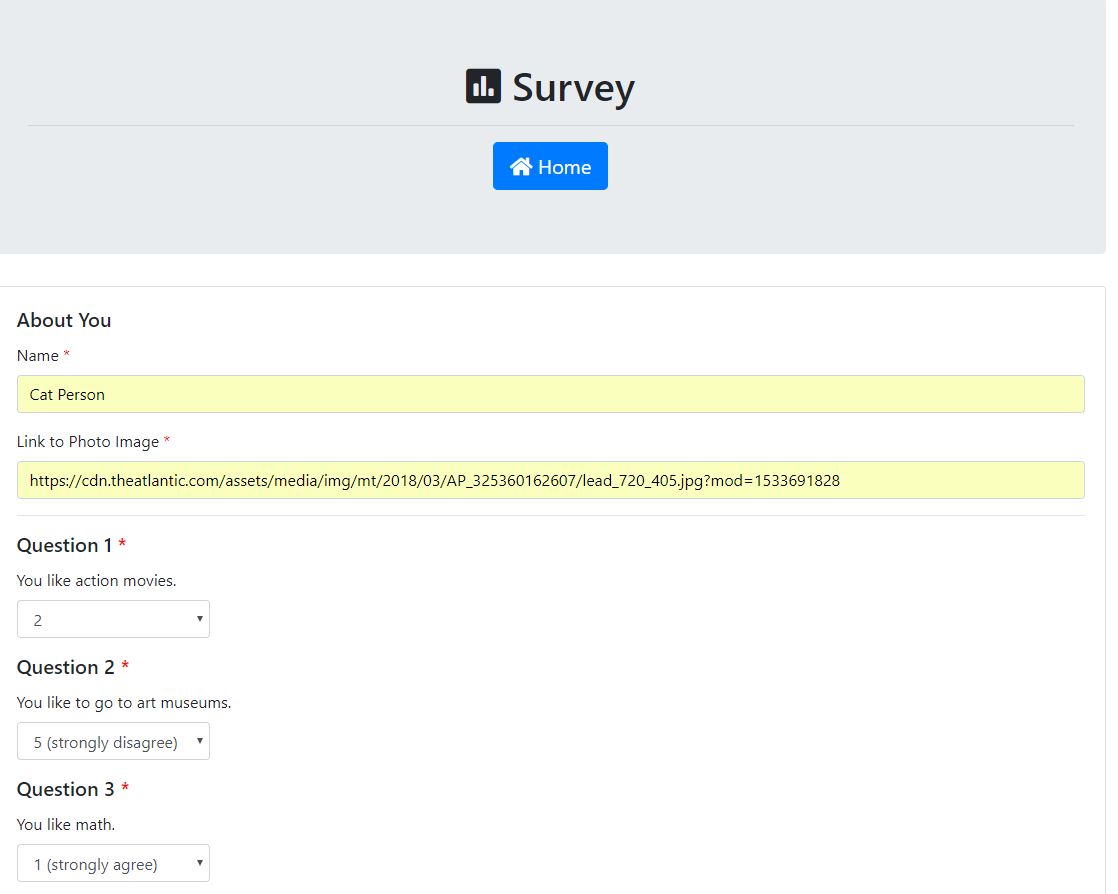 Survey
Home
About You
Name *
Cat Person
Link to Photo Image *
https://cdn.theatlantic.com/assets/media/img/mt/2018/03/AP_325360162607/lead_720_405.jpg?mod=1533691828
Question 1 *
You like action movies.
2
Question 2 *
You like to go to art museums.
5 (strongly disagree)
Question 3 *
You like math.
1 (strongly agree)